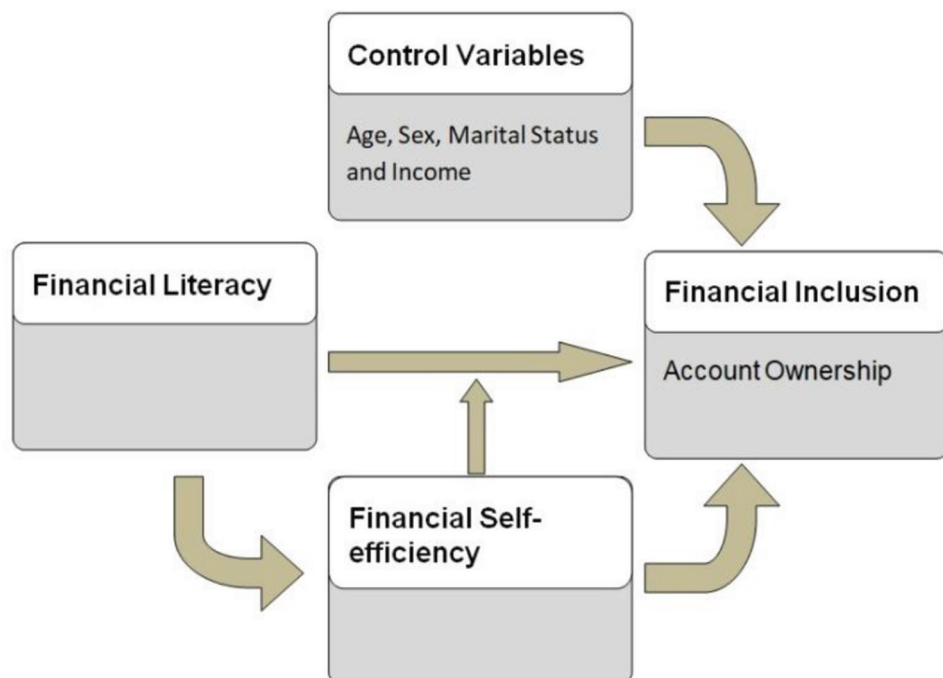 Control Variables
Age, Sex, Marital Status
and Income
Financial Literacy
Financial Inclusion
Account Ownership
Financial Self-
efficiency